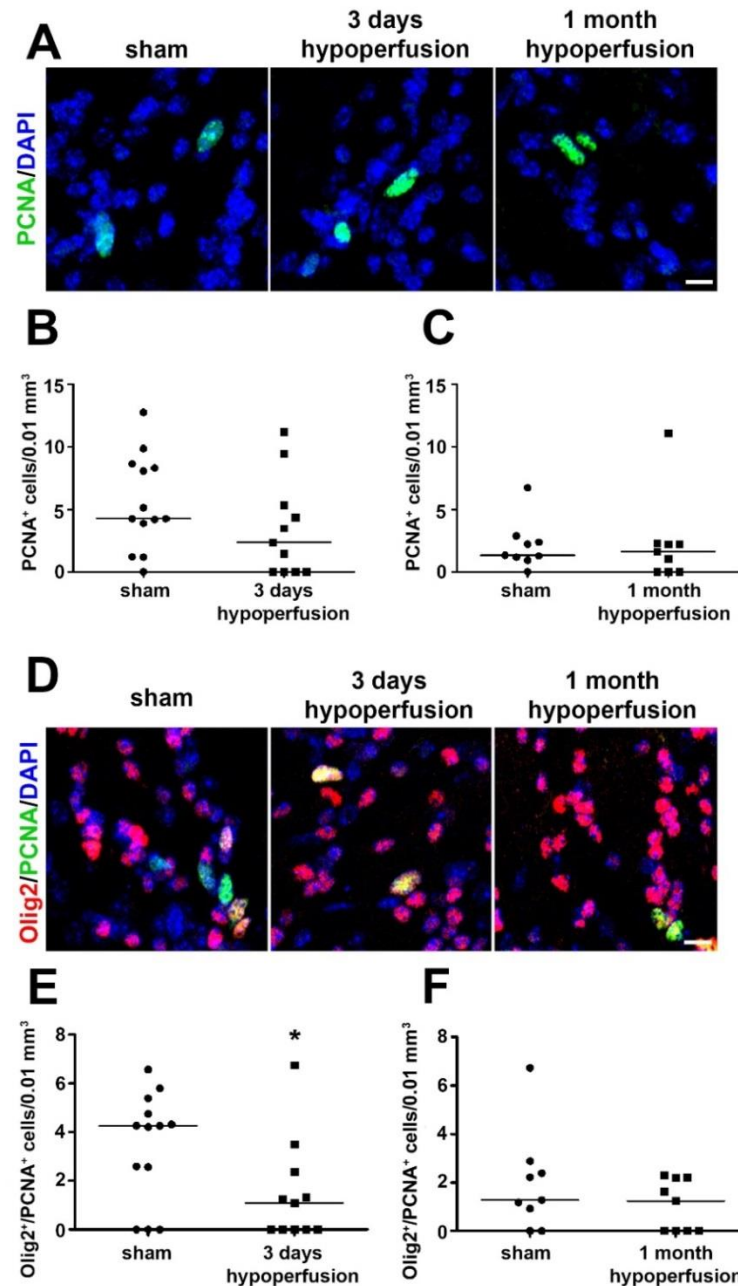 A
sham
3 days
hypoperfusion
1 month
hypoperfusion
PCNA/DAPI
B
PCNA⁺ cells/0.01 mm³
15
10
5
0
sham
3 days
hypoperfusion
C
PCNA⁺ cells/0.01 mm³
15
10
5
0
sham
1 month
hypoperfusion
D
sham
3 days
hypoperfusion
1 month
hypoperfusion
Olig2/PCNA/DAPI
E
Olig2⁺/PCNA⁺ cells/0.01 mm³
8
6
4
2
0
*
sham
3 days
hypoperfusion
F
Olig2⁺/PCNA⁺ cells/0.01 mm³
8
6
4
2
0
sham
1 month
hypoperfusion